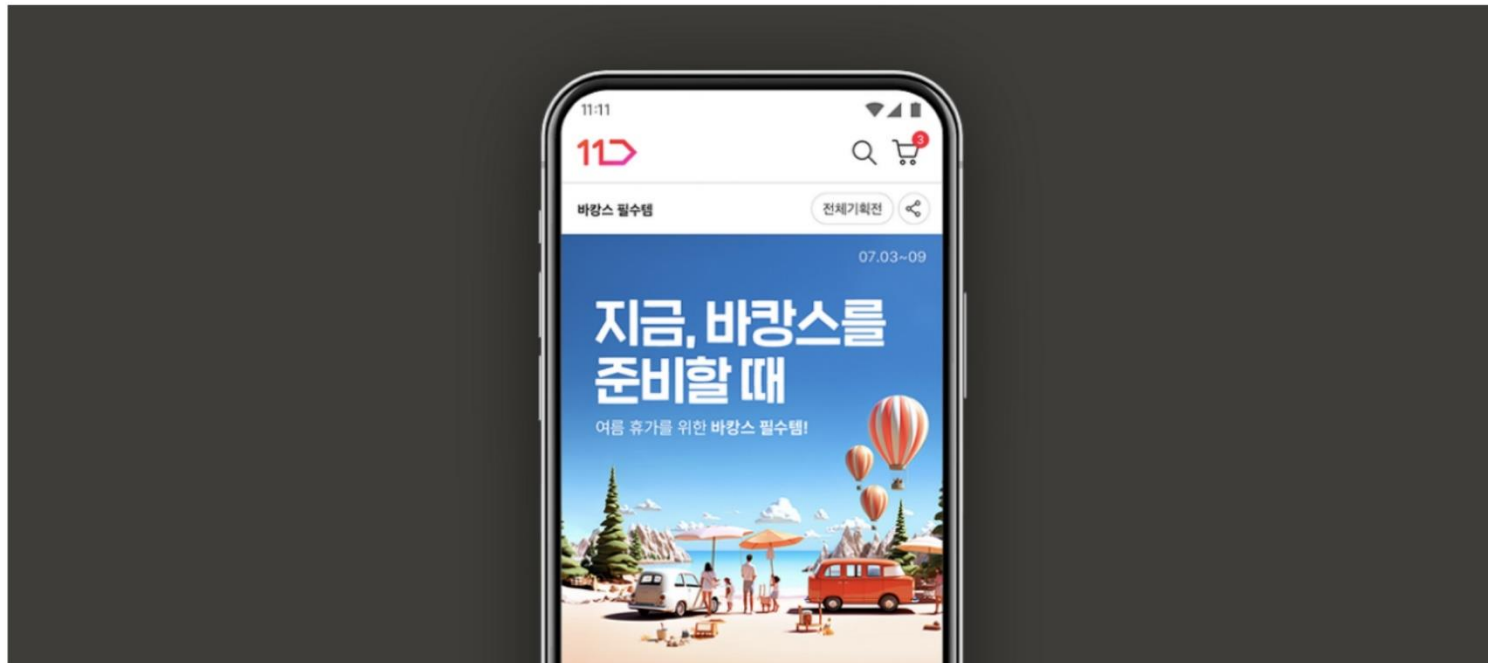 11:11
11
3
바캉스 필수템
전체기획전
07.03~09
지금, 바캉스를
준비할 때
여름 휴가를 위한 바캉스 필수템!